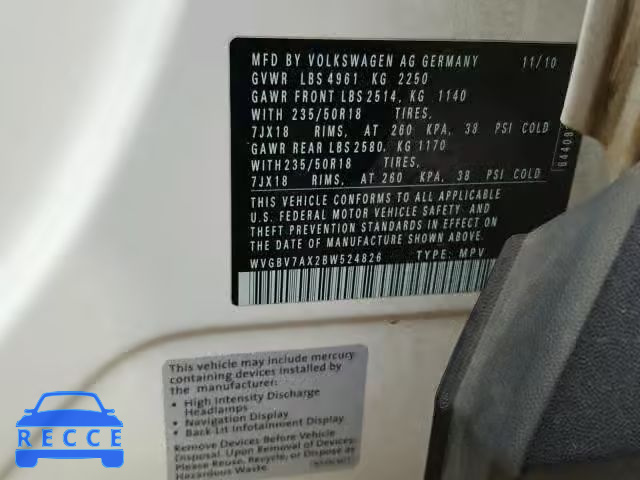 MFD BY VOLKSWAGEN AG GERMANY 11/10
GVWR LBS 4961 KG 2250
GAWR FRONT LBS 2514, KG 1140
WITH 235/50R18 TIRES,
7JX18 RIMS, AT 260 KPA, 38 PSI COLD
GAWR REAR LBS 2580, KG 1170
WITH 235/50R18 TIRES,
7JX18 RIMS, AT 260 KPA, 38 PSI COLD
THIS VEHICLE CONFORMS TO ALL APPLICABLE
U.S. FEDERAL MOTOR VEHICLE SAFETY AND
THEFT PREVENTION STANDARDS IN EFFECT ON
THE DATE OF MANUFACTURE SHOWN ABOVE.
WVGBV7AX2BW524826 TYPE: MPV
This vehicle may include mercury
containing devices installed by
the manufacturer:
• High Intensity Discharge
Headlamps
• Navigation Display
• Back-Lit Infotainment Display
Remove Devices Before Vehicle
Disposal. Upon Removal of Devices
Please Reuse, Recycle, or Dispose as
Hazardous Waste.
RECCE